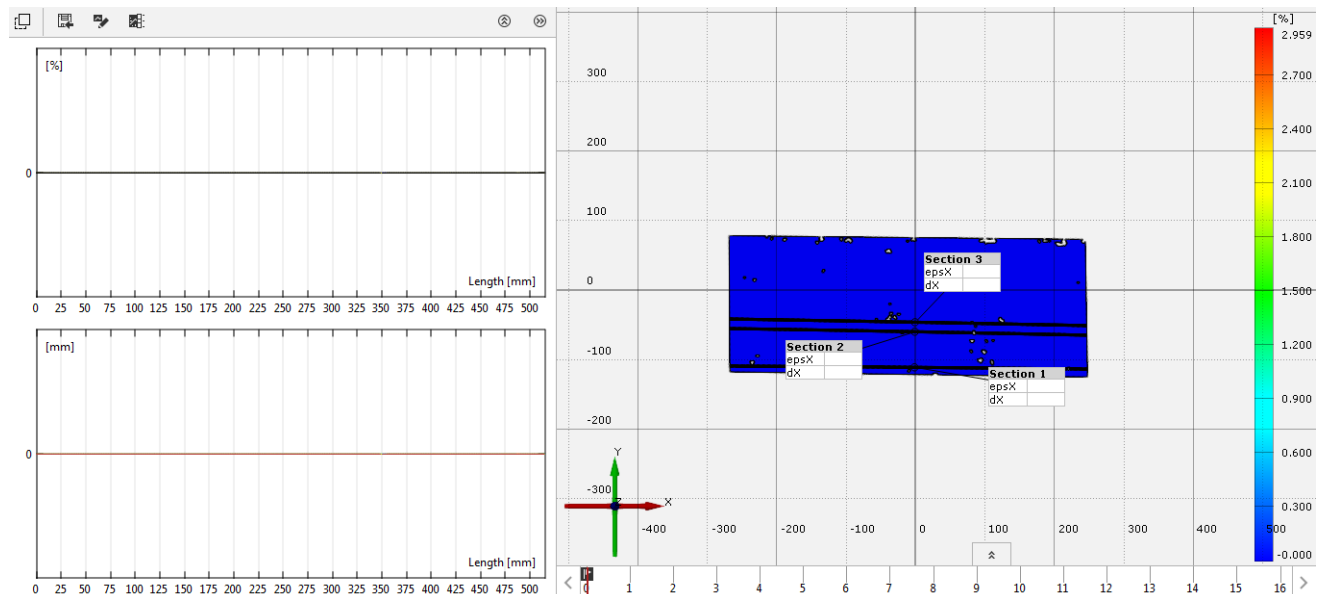 [%]
0
Length [mm]
0 25 50 75 100 125 150 175 200 225 250 275 300 325 350 375 400 425 450 475 500
[mm]
0
Length [mm]
0 25 50 75 100 125 150 175 200 225 250 275 300 325 350 375 400 425 450 475 500
300
200
100
0
-100
-200
-300
Section 3
epsX
dX
Section 2
epsX
dX
Section 1
epsX
dX
Y
Z
X
-400 -300 -200 -100 0 100 200 300 400 500
[%]
2.959
2.700
2.400
2.100
1.800
1.500
1.200
0.900
0.600
0.300
-0.000
0 1 2 3 4 5 6 7 8 9 10 11 12 13 14 15 16